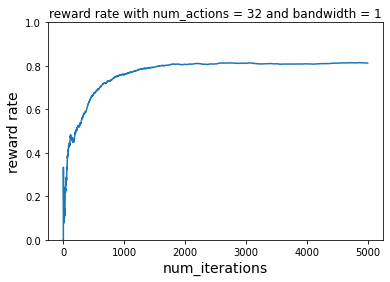 reward rate with num_actions = 32 and bandwidth = 1
1.0
0.8
0.6
0.4
0.2
0.0
reward rate
0 1000 2000 3000 4000 5000
num_iterations